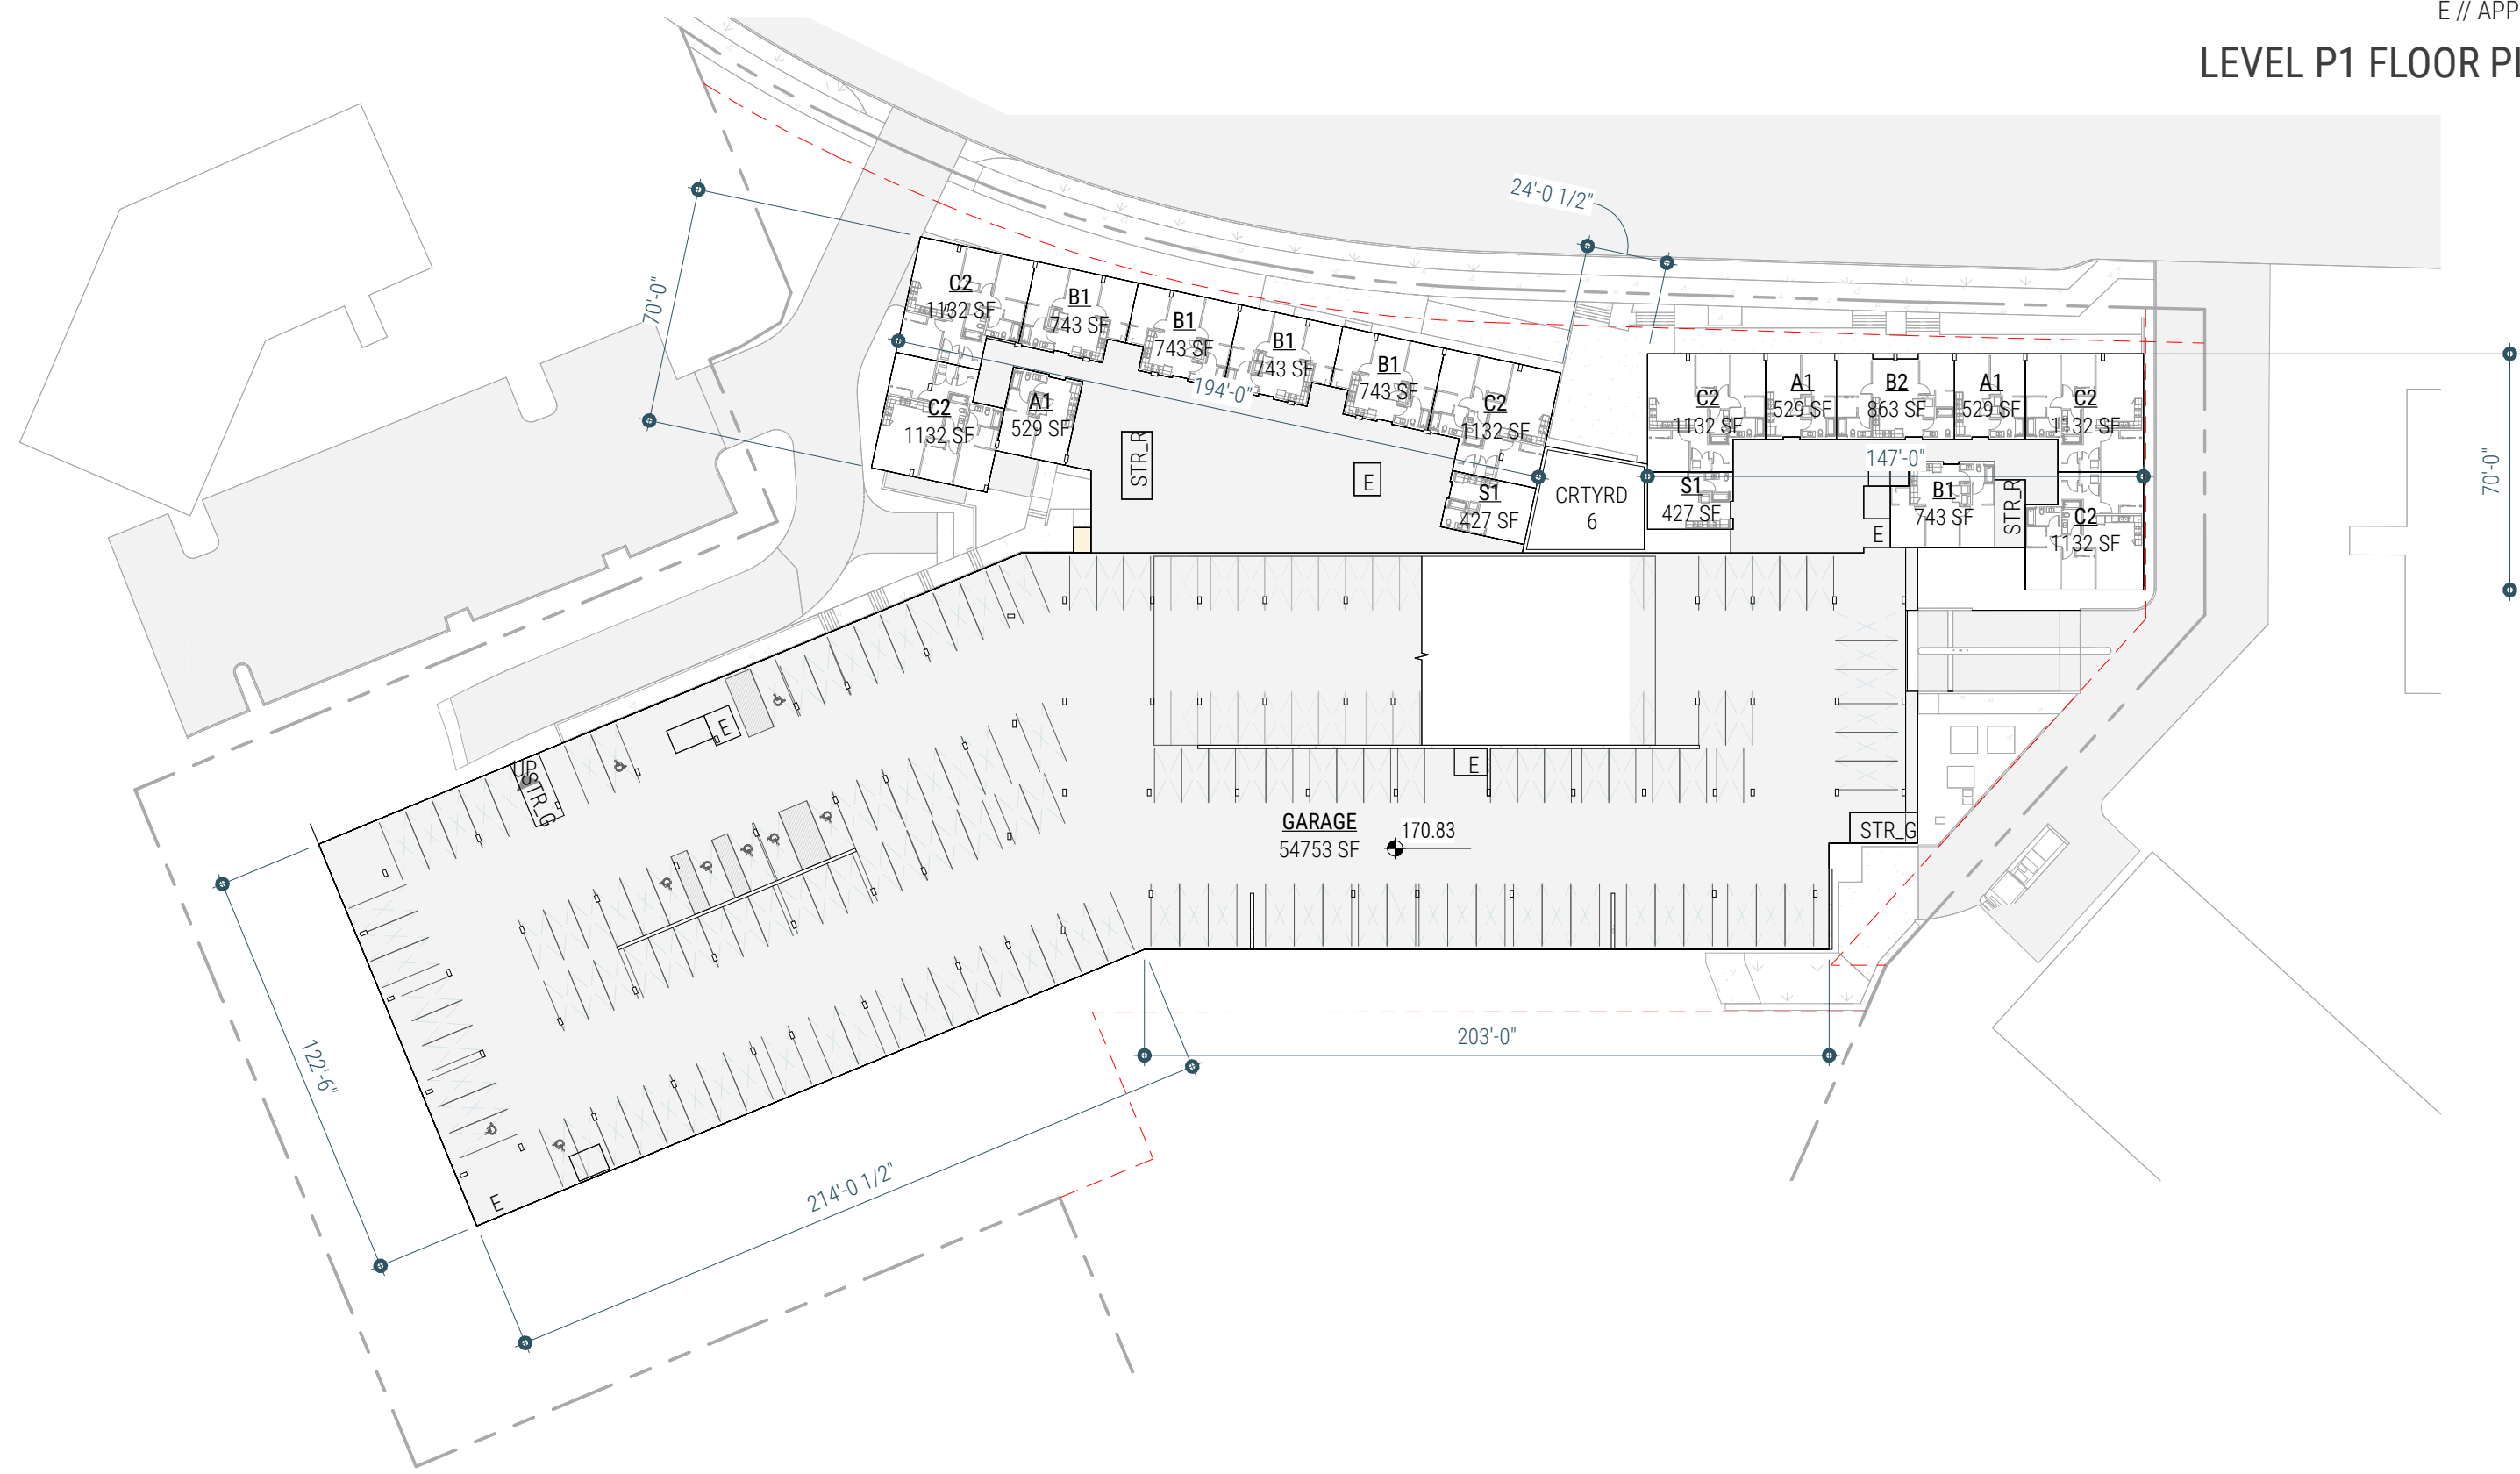 E // APP
LEVEL P1 FLOOR PL
24'-0 1/2"
70'-0"
C2
1132 SF
B1
743 SF
B1
743 SF
B1
743 SF
B1
743 SF
C2
1132 SF
194'-0"
C2
1132 SF
A1
529 SF
STR_R
E
S1
427 SF
CRTYRD
6
C2
1132 SF
A1
529 SF
B2
863 SF
A1
529 SF
C2
1132 SF
147'-0"
S1
427 SF
B1
743 SF
STR_R
E
C2
1132 SF
70'-0"
E
UP
STR_G
E
GARAGE
54753 SF
170.83
STR_G
122'-6"
203'-0"
214'-0 1/2"
E